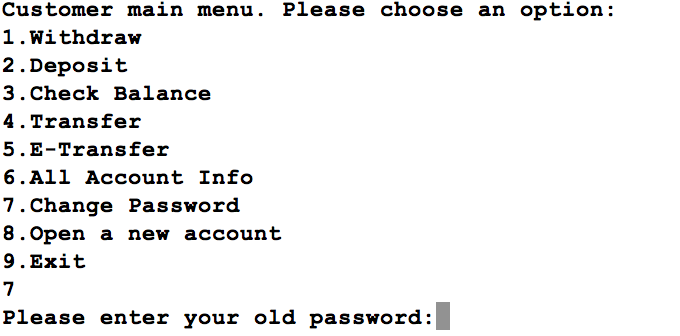 Customer main menu. Please choose an option:
1.Withdraw
2.Deposit
3.Check Balance
4.Transfer
5.E-Transfer
6.All Account Info
7.Change Password
8.Open a new account
9.Exit
7
Please enter your old password: